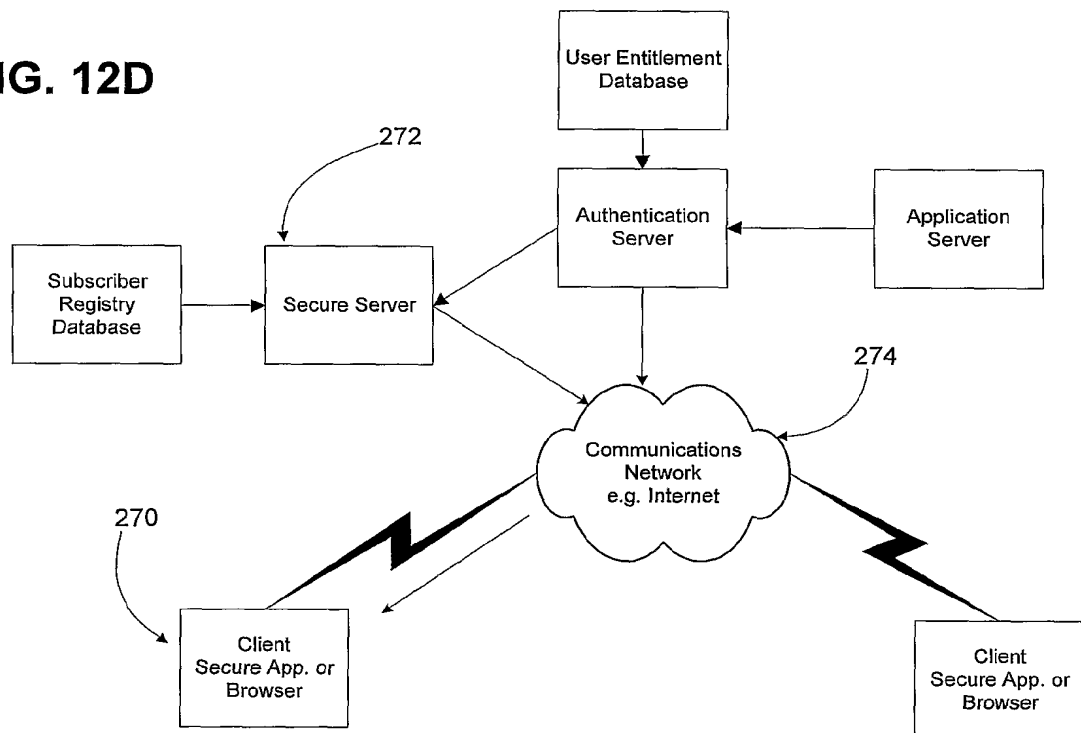 IG. 12D
User Entitlement
Database
272
Authentication
Server
Application
Server
Subscriber
Registry
Database
Secure Server
274
Communications
Network
e.g. Internet
270
Client
Secure App. or
Browser
Client
Secure App. or
Browser